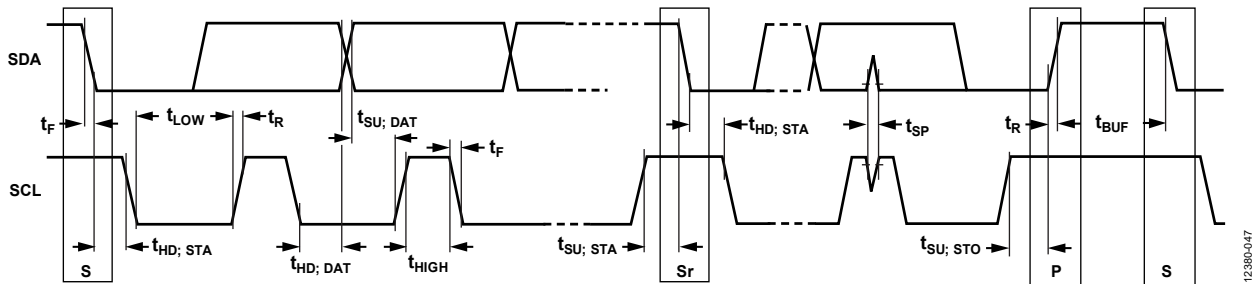 SDA
tF
tLOW
tR
tSU; DAT
tF
tHD; STA
tSP
tR
tBUF
SCL
tHD; STA
tHD; DAT
tHIGH
tSU; STA
tSU; STO
S
Sr
P
S
12380-047